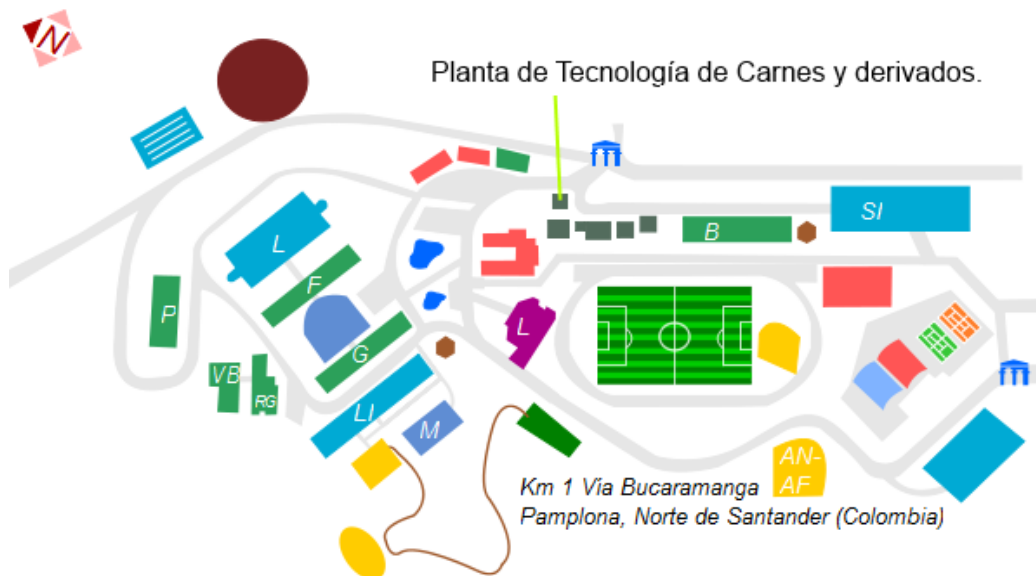 N
Planta de Tecnología de Carnes y derivados.
SI
B
L
F
P
L
G
VB
RG
LI
M
AN-
AF
Km 1 Vía Bucaramanga
Pamplona, Norte de Santander (Colombia)